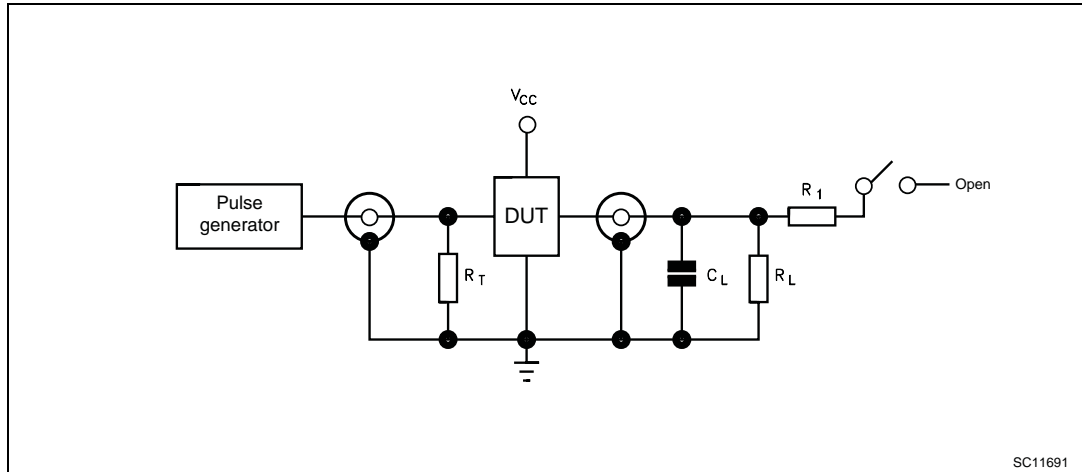 VCC
Pulse
generator
DUT
RT
CL
RL
R1
Open
SC11691